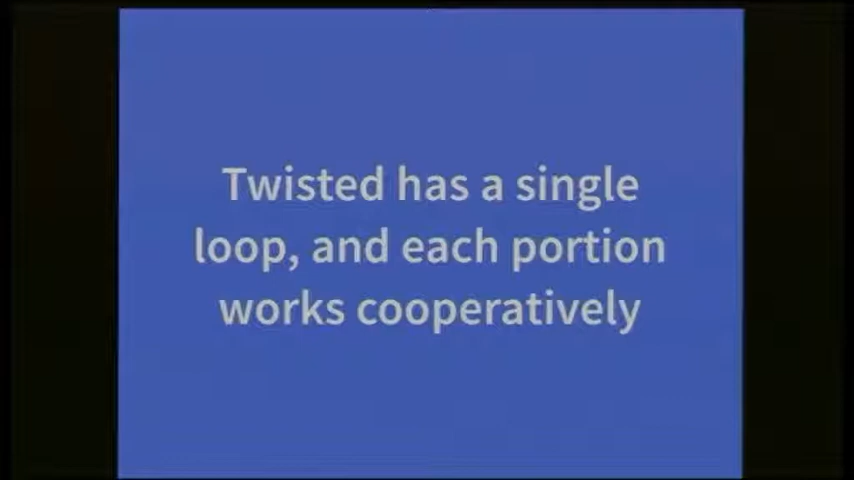 Twisted has a single
loop, and each portion
works cooperatively